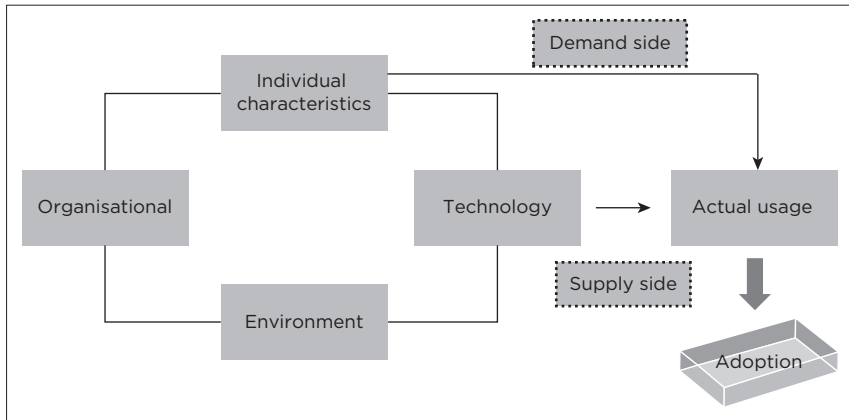 Demand side
Individual
characteristics
Organisational
Technology
Actual usage
Supply side
Environment
Adoption